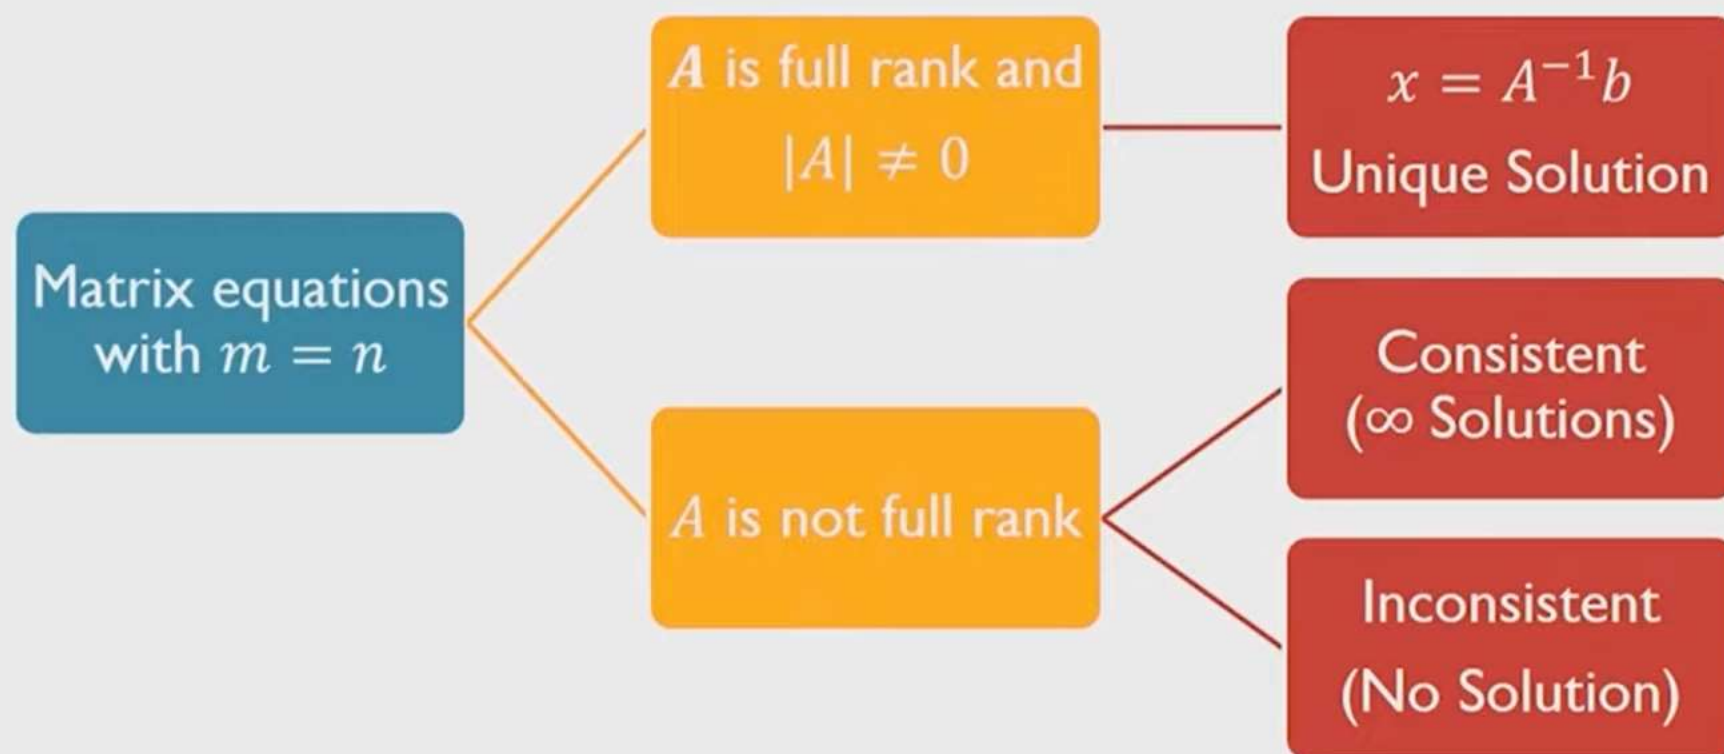 Matrix equations
with m = n
A is full rank and
|A| ≠ 0
x = A⁻¹b
Unique Solution
A is not full rank
Consistent
(∞ Solutions)
Inconsistent
(No Solution)